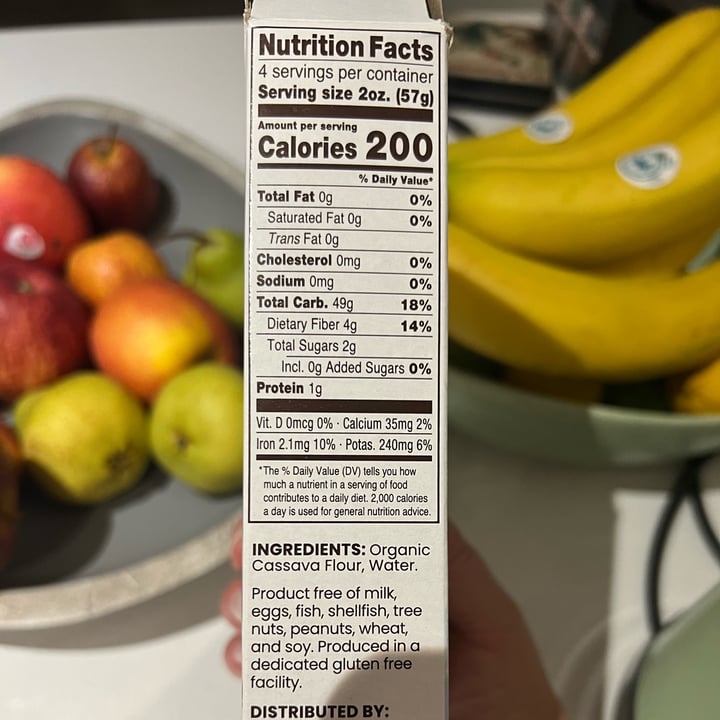 Nutrition Facts
4 servings per container
Serving size 2oz. (57g)
Amount per serving
Calories 200
% Daily Value*
Total Fat 0g 0%
Saturated Fat 0g 0%
Trans Fat 0g
Cholesterol 0mg 0%
Sodium 0mg 0%
Total Carb. 49g 18%
Dietary Fiber 4g 14%
Total Sugars 2g
Incl. 0g Added Sugars 0%
Protein 1g
Vit. D 0mcg 0% · Calcium 35mg 2%
Iron 2.1mg 10% · Potas. 240mg 6%
*The % Daily Value (DV) tells you how
much a nutrient in a serving of food
contributes to a daily diet. 2,000 calories
a day is used for general nutrition advice.
INGREDIENTS: Organic
Cassava Flour, Water.
Product free of milk,
eggs, fish, shellfish, tree
nuts, peanuts, wheat,
and soy. Produced in a
dedicated gluten free
facility.
DISTRIBUTED BY: